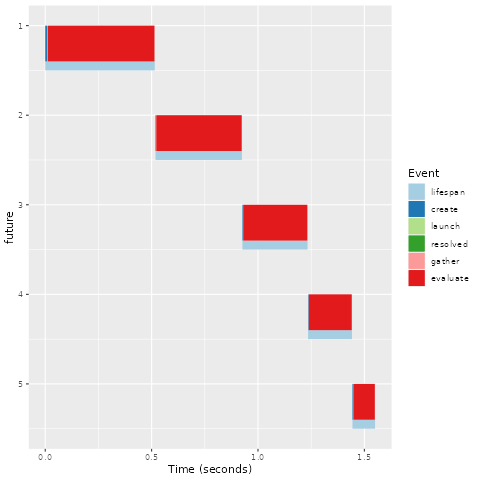 1
2
3
4
5
future
0.0
0.5
1.0
1.5
Time (seconds)
Event
lifespan
create
launch
resolved
gather
evaluate